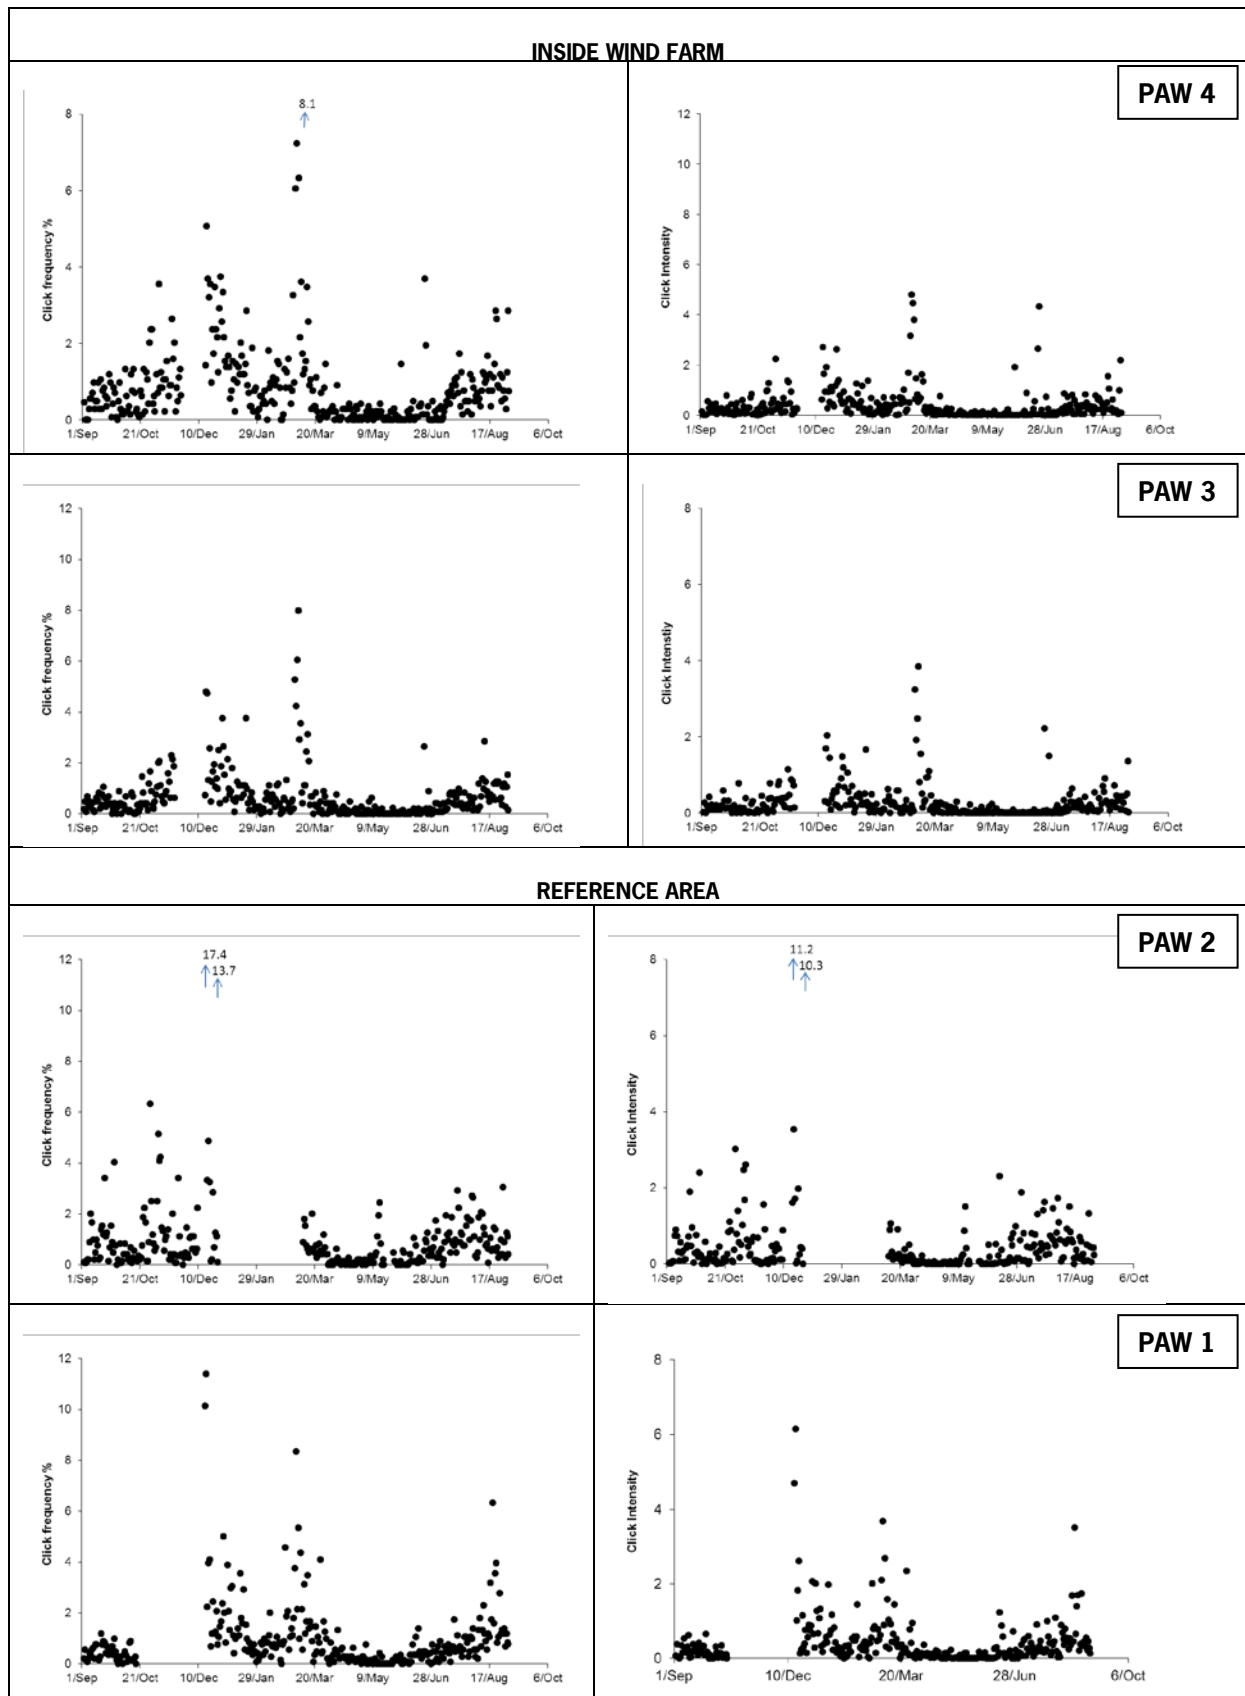 INSIDE WIND FARM
PAW 4
8.1
8
6
4
2
0
Click frequency %
1/Sep 21/Oct 10/Dec 29/Jan 20/Mar 9/May 28/Jun 17/Aug 6/Oct
12
10
8
6
4
2
0
Click Intensity
1/Sep 21/Oct 10/Dec 29/Jan 20/Mar 9/May 28/Jun 17/Aug 6/Oct
PAW 3
12
10
8
6
4
2
0
Click frequency %
1/Sep 21/Oct 10/Dec 29/Jan 20/Mar 9/May 28/Jun 17/Aug 6/Oct
8
6
4
2
0
Click Intenstiy
1/Sep 21/Oct 10/Dec 29/Jan 20/Mar 9/May 28/Jun 17/Aug 6/Oct
REFERENCE AREA
PAW 2
17.4
13.7
12
10
8
6
4
2
0
Click frequency %
1/Sep 21/Oct 10/Dec 29/Jan 20/Mar 9/May 28/Jun 17/Aug 6/Oct
11.2
10.3
8
6
4
2
0
Click Intensity
1/Sep 21/Oct 10/Dec 29/Jan 20/Mar 9/May 28/Jun 17/Aug 6/Oct
PAW 1
12
10
8
6
4
2
0
Click frequency %
1/Sep 21/Oct 10/Dec 29/Jan 20/Mar 9/May 28/Jun 17/Aug 6/Oct
8
6
4
2
0
Click Intensity
1/Sep 10/Dec 20/Mar 28/Jun 6/Oct